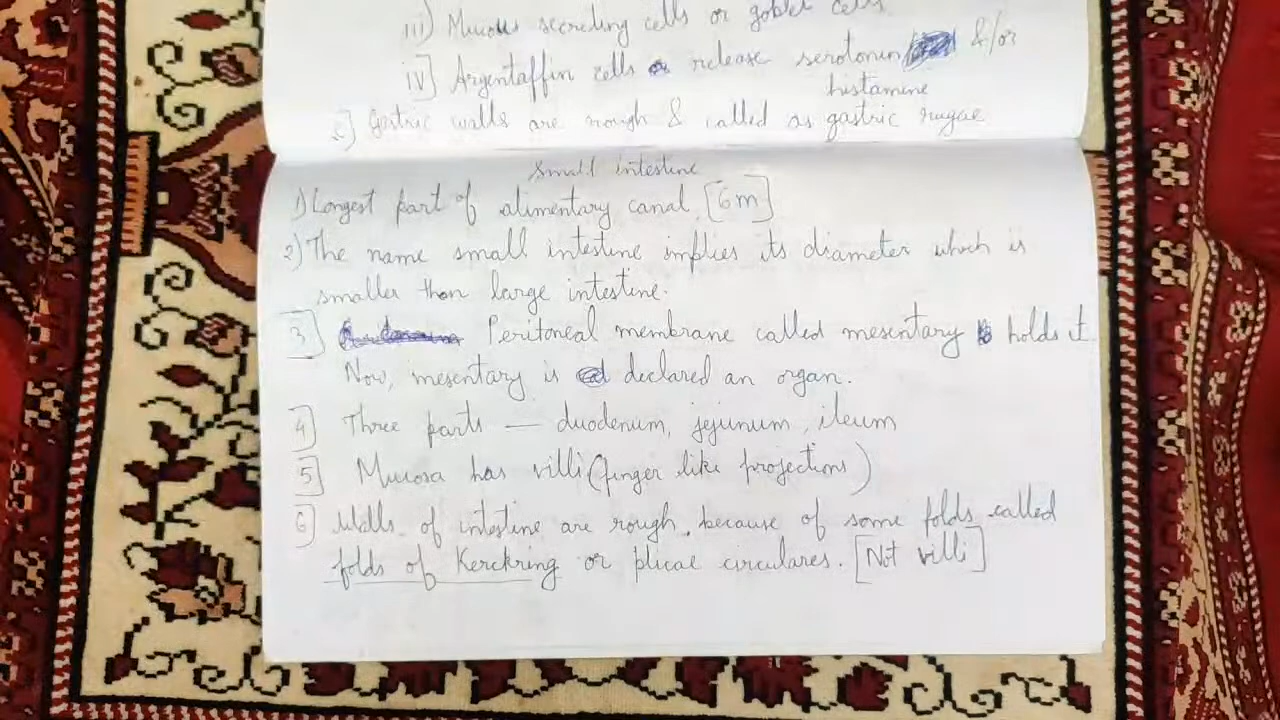 iii) Mucous secreding cells or goblet cells
iv] Argentaffin cells release serotonin &/or
histamine
Gastric walls are rough & called as gastric rugae
Small intestine
1) Longest part of alimentary canal [6m]
2) The name small intestine implies its diameter which is
smaller than large intestine.
3] Peritoneal membrane called mesentary holds it.
Now, mesentary is declared an organ.
4] Three parts — duodenum, jejunum, ileum
5] Mucosa has villi (finger like projections)
6] Walls of intestine are rough because of some folds called
folds of Kerckring or plicae circulares. [Not villi]